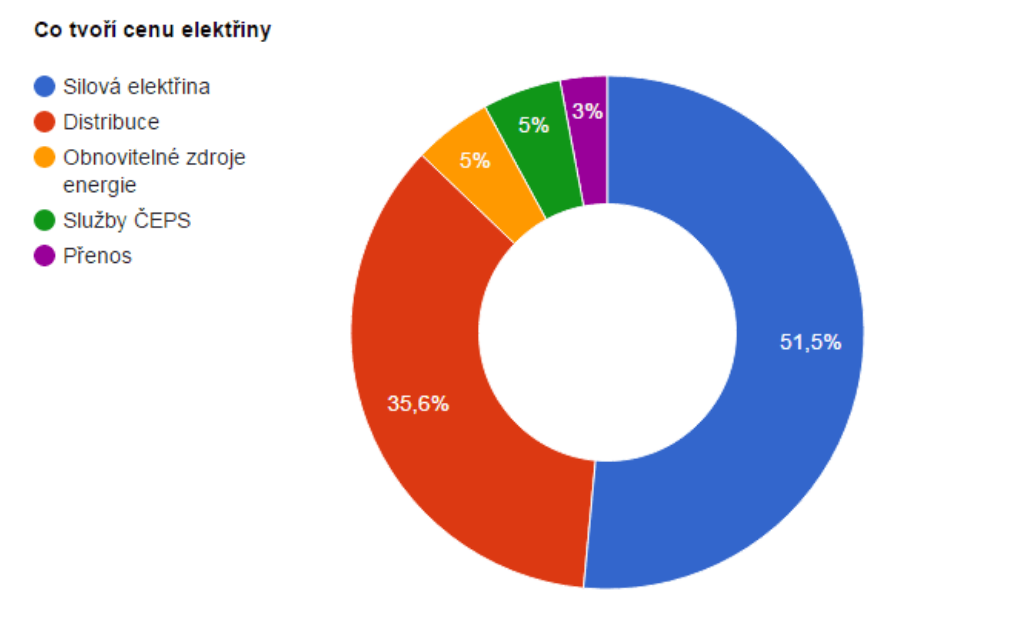 Co tvoří cenu elektřiny
Silová elektřina
Distribuce
Obnovitelné zdroje
energie
Služby ČEPS
Přenos
3%
5%
5%
51,5%
35,6%